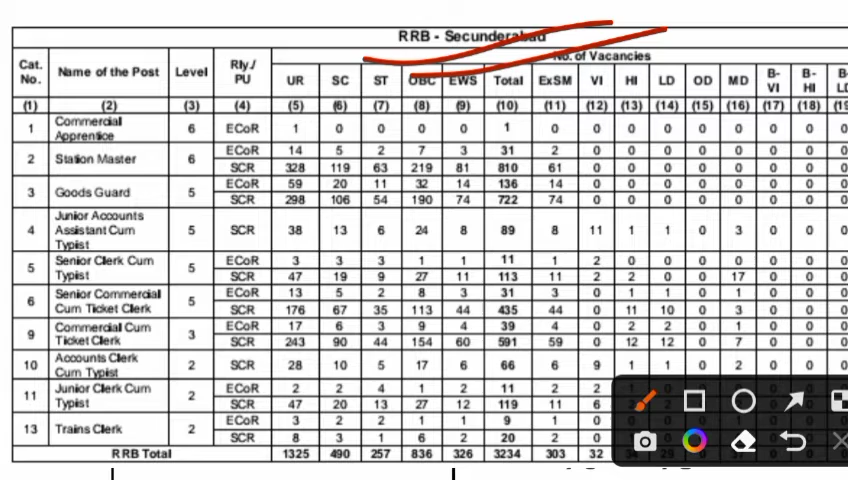 RRB - Secunderabad
Cat. No. Name of the Post Level Rly./ PU No. of Vacancies
UR SC ST OBC EWS Total ExSM VI HI LD OD MD B-VI B-HI
(1) (2) (3) (4) (5) (6) (7) (8) (9) (10) (11) (12) (13) (14) (15) (16) (17) (18)
1 Commercial Apprentice 6 ECoR 1 0 0 0 0 1 0 0 0 0 0 0 0 0 0
2 Station Master 6 ECoR 14 5 2 7 3 31 2 0 0 0 0 0 0 0 0
SCR 328 119 63 219 81 810 61 0 0 0 0 0 0 0 0
3 Goods Guard 5 ECoR 59 20 11 32 14 136 14 0 0 0 0 0 0 0 0
SCR 298 106 54 190 74 722 74 0 0 0 0 0 0 0 0
4 Junior Accounts Assistant Cum Typist 5 SCR 38 13 6 24 8 89 8 11 1 1 0 3 0 0 0
5 Senior Clerk Cum Typist 5 ECoR 3 3 3 1 1 11 1 2 0 0 0 0 0 0 0
SCR 47 19 9 27 11 113 11 2 2 0 0 17 0 0 0
6 Senior Commercial Cum Ticket Clerk 5 ECoR 13 5 2 8 3 31 3 0 1 1 0 1 0 0 0
SCR 176 67 35 113 44 435 44 0 11 10 0 3 0 0 0
9 Commercial Cum Ticket Clerk 3 ECoR 17 6 3 9 4 39 4 0 2 2 0 1 0 0 0
SCR 243 90 44 154 60 591 59 0 12 12 0 7 0 0 0
10 Accounts Clerk Cum Typist 2 SCR 28 10 5 17 6 66 6 9 1 1 0 2 0 0 0
11 Junior Clerk Cum Typist 2 ECoR 2 2 4 1 2 11 2 2
SCR 47 20 13 27 12 119 11 6
13 Trains Clerk 2 ECoR 3 2 2 1 1 9 1 0
SCR 8 3 1 6 2 20 2 0
RRB Total 1325 490 257 836 326 3234 303 32